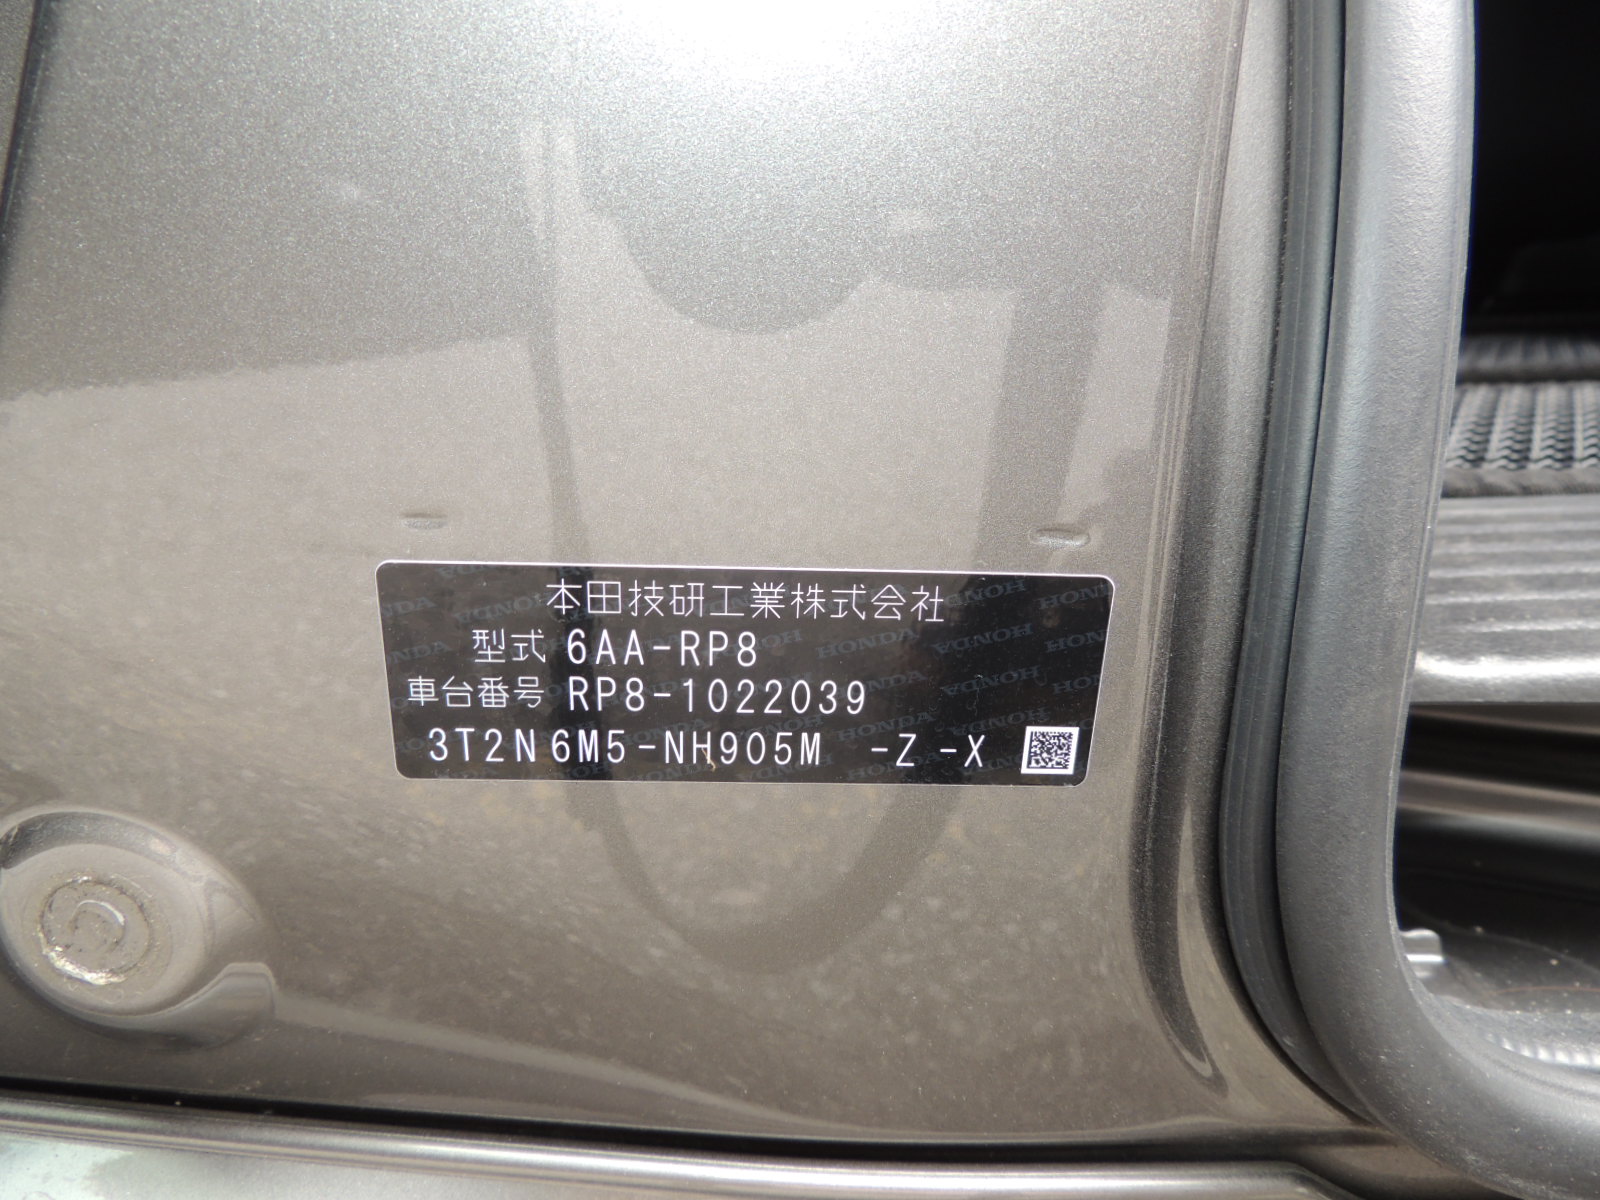 本田技研工業株式会社
型式 6AA-RP8
車台番号 RP8-1022039
3T2N6M5-NH905M -Z -X